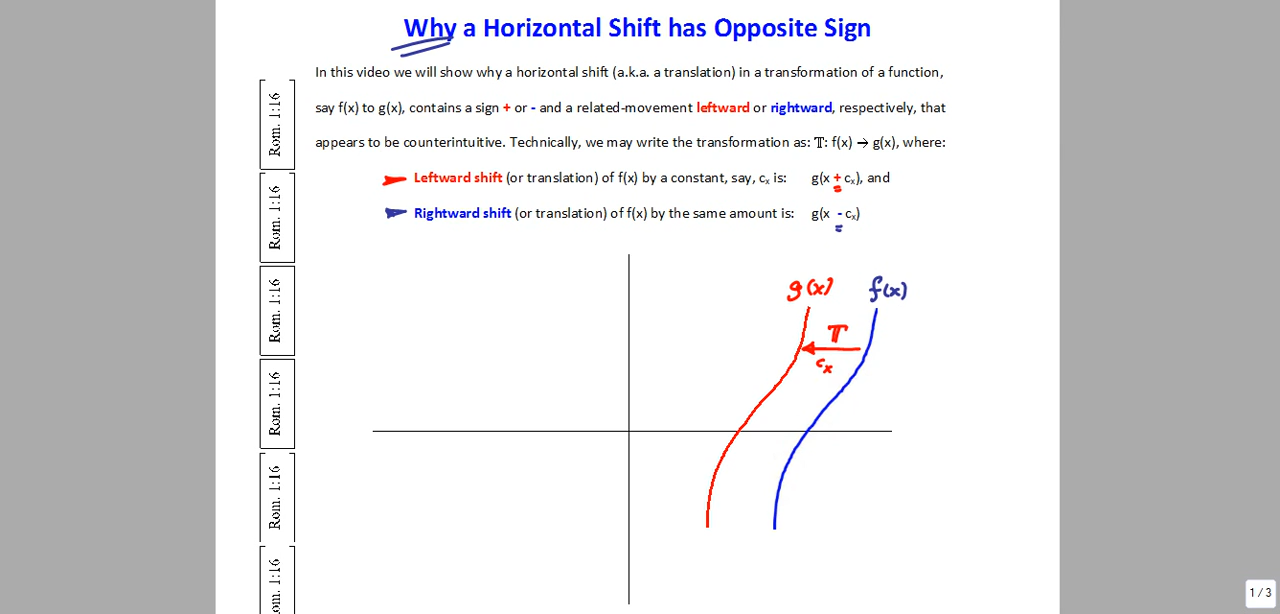 Why a Horizontal Shift has Opposite Sign
In this video we will show why a horizontal shift (a.k.a. a translation) in a transformation of a function,
say f(x) to g(x), contains a sign + or - and a related-movement leftward or rightward, respectively, that
appears to be counterintuitive. Technically, we may write the transformation as: 𝕋: f(x) → g(x), where:
Leftward shift (or translation) of f(x) by a constant, say, cₓ is: g(x + cₓ), and
Rightward shift (or translation) of f(x) by the same amount is: g(x - cₓ)
Rom. 1:16
Rom. 1:16
Rom. 1:16
Rom. 1:16
Rom. 1:16
om. 1:16
g(x) f(x)
𝕋
cₓ
1 / 3